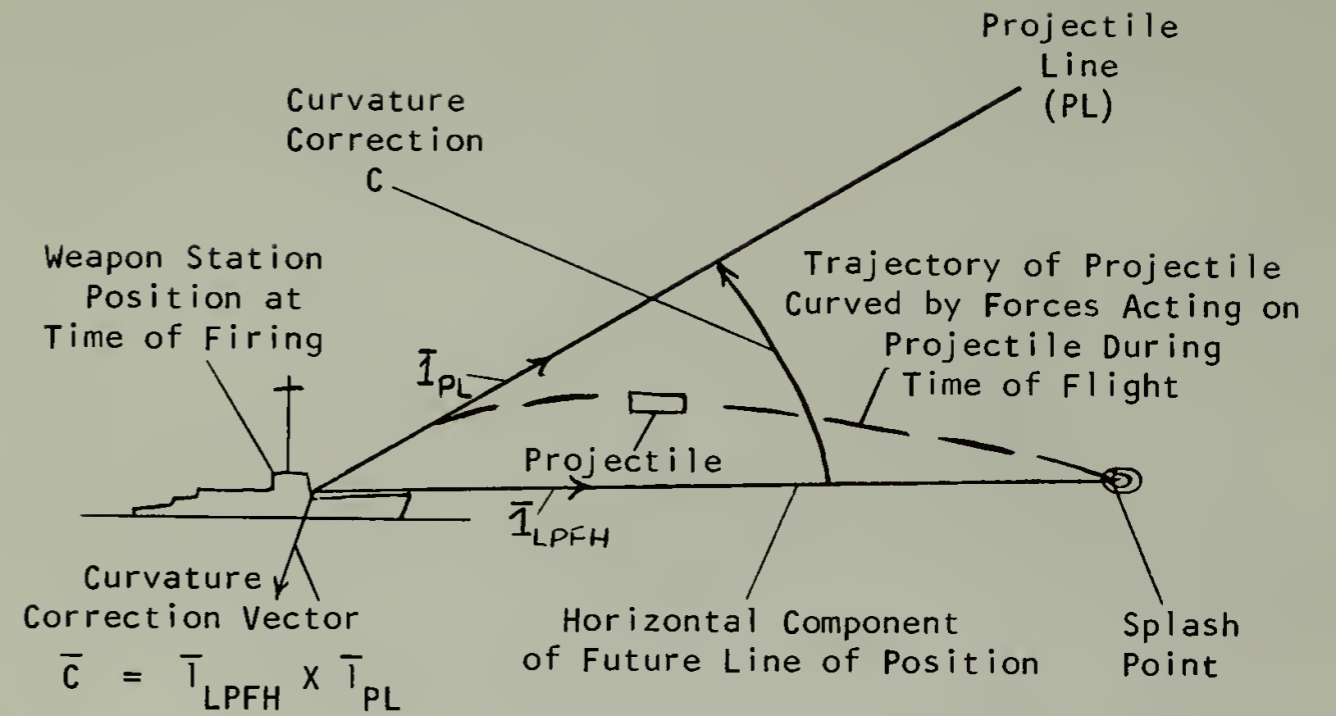 Projectile
Line
(PL)
Curvature
Correction
C
Weapon Station
Position at
Time of Firing
Trajectory of Projectile
Curved by Forces Acting on
Projectile During
Time of Flight
1̅PL
Projectile
1̅LPFH
Curvature
Correction Vector
C̅ = 1̅LPFH X 1̅PL
Horizontal Component
of Future Line of Position
Splash
Point